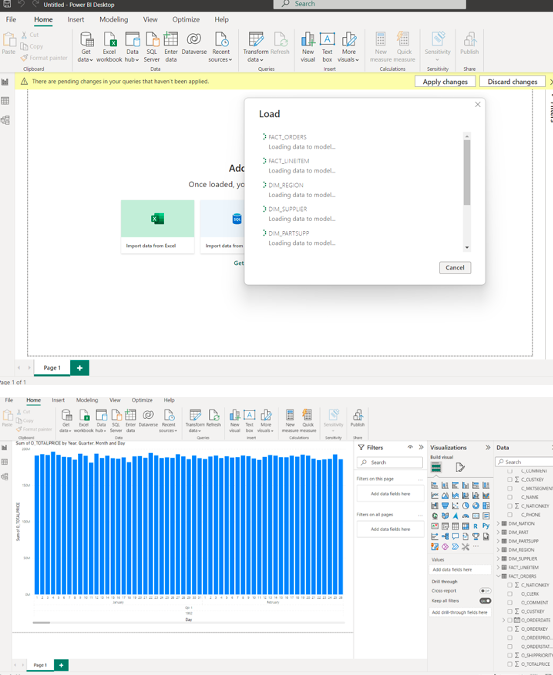 Untitled - Power BI Desktop
Search
File Home Insert Modeling View Optimize Help
Paste
Cut
Copy
Format painter
Get data
Excel workbook
Data hub
SQL Server
Enter data
Dataverse
Recent sources
Transform data
Refresh
New visual
Text box
More visuals
New measure
Quick measure
Sensitivity
Publish
Clipboard Data Queries Insert Calculations Sensitivity Share
There are pending changes in your queries that haven't been applied.
Apply changes
Discard changes
Load
FACT_ORDERS
Loading data to model...
FACT_LINEITEM
Loading data to model...
DIM_REGION
Loading data to model...
DIM_SUPPLIER
Loading data to model...
DIM_PARTSUPP
Loading data to model...
Cancel
Add
Once loaded, yo
Import data from Excel
Import data from
Get
Page 1
Page 1 of 1
File Home Insert Modeling View Optimize Help
Paste
Cut
Copy
Format painter
Get data
Excel workbook
Data hub
SQL Server
Enter data
Dataverse
Recent sources
Transform data
Refresh
New visual
Text box
More visuals
New measure
Quick measure
Sensitivity
Publish
Clipboard Data Queries Insert Calculations Sensitivity Share
Sum of O_TOTALPRICE by Year Quarter Month and Day
Sum of O_TOTALPRICE
January
February
Day
Filters
Search
Filters on this page
Add data fields here
Filters on all pages
Add data fields here
Visualizations
Build visual
Values
Add data fields here
Drill through
Cross-report
Keep all filters
Add drill-through fields here
Data
Search
C_COMMENT
C_CUSTKEY
C_MKTSEGMENT
C_NAME
C_NATIONKEY
C_PHONE
DIM_NATION
DIM_PART
DIM_PARTSUPP
DIM_REGION
DIM_SUPPLIER
FACT_LINEITEM
FACT_ORDERS
C_NATIONKEY
O_CLERK
O_COMMENT
O_CUSTKEY
O_ORDERDATE
O_ORDERKEY
O_ORDERPRIO...
O_ORDERSTAT...
O_SHIPPRIORITY
O_TOTALPRICE
Page 1